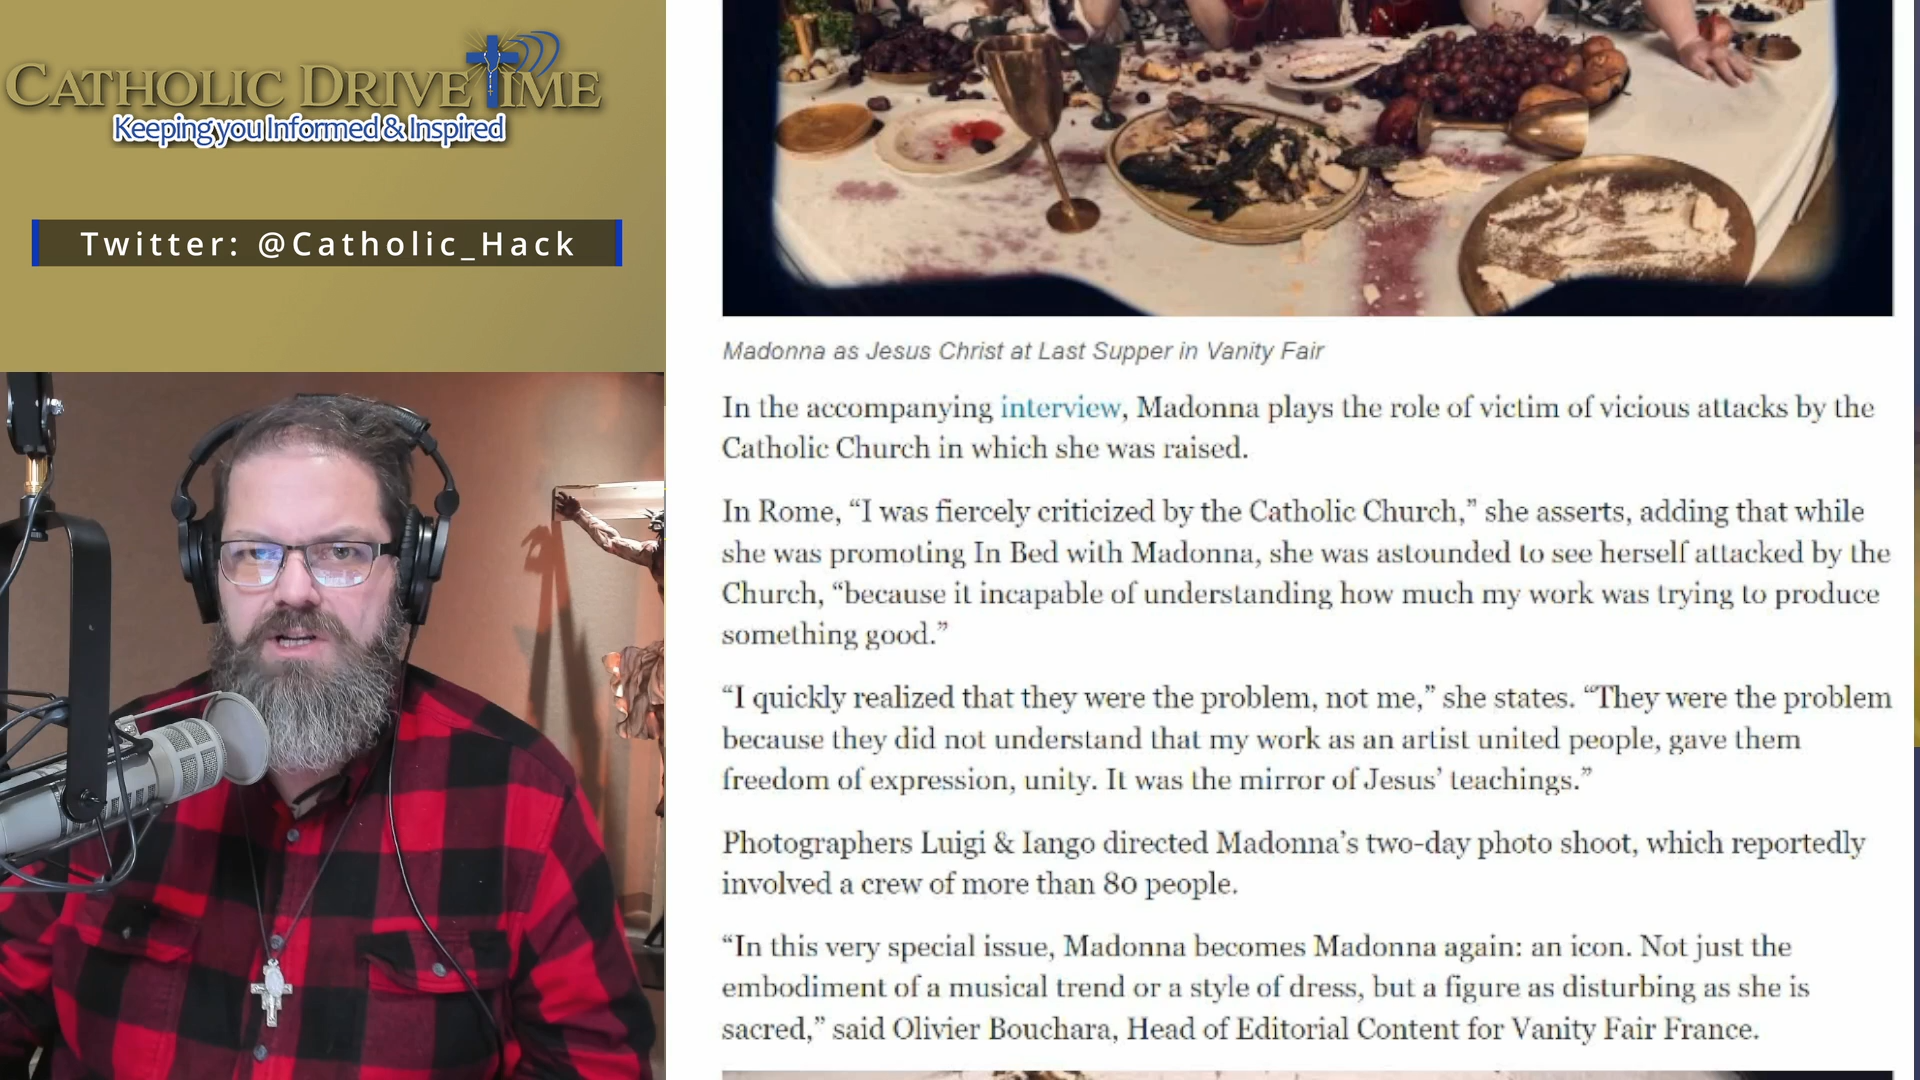 CATHOLIC DRIVETIME
Keeping you Informed & Inspired
Twitter: @Catholic_Hack
Madonna as Jesus Christ at Last Supper in Vanity Fair
In the accompanying interview, Madonna plays the role of victim of vicious attacks by the
Catholic Church in which she was raised.
In Rome, “I was fiercely criticized by the Catholic Church,” she asserts, adding that while
she was promoting In Bed with Madonna, she was astounded to see herself attacked by the
Church, “because it incapable of understanding how much my work was trying to produce
something good.”
“I quickly realized that they were the problem, not me,” she states. “They were the problem
because they did not understand that my work as an artist united people, gave them
freedom of expression, unity. It was the mirror of Jesus’ teachings.”
Photographers Luigi & Iango directed Madonna’s two-day photo shoot, which reportedly
involved a crew of more than 80 people.
“In this very special issue, Madonna becomes Madonna again: an icon. Not just the
embodiment of a musical trend or a style of dress, but a figure as disturbing as she is
sacred,” said Olivier Bouchara, Head of Editorial Content for Vanity Fair France.